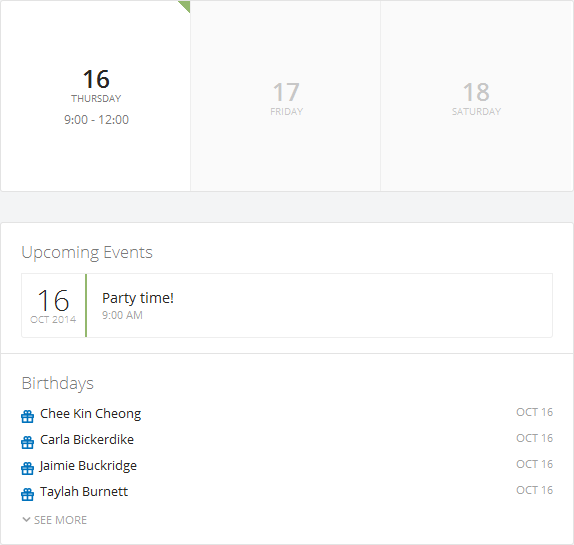 16
THURSDAY
9:00 - 12:00
17
FRIDAY
18
SATURDAY
Upcoming Events
16
OCT 2014
Party time!
9:00 AM
Birthdays
Chee Kin Cheong OCT 16
Carla Bickerdike OCT 16
Jaimie Buckridge OCT 16
Taylah Burnett OCT 16
SEE MORE